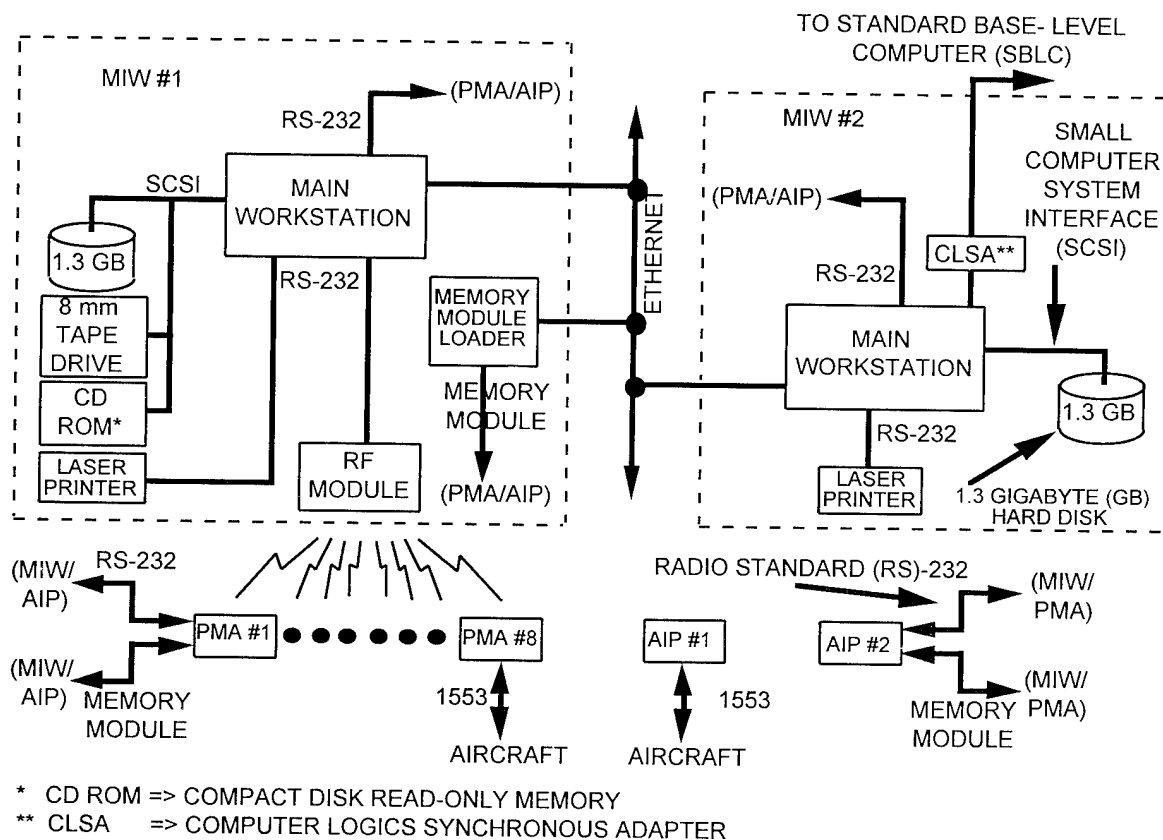 TO STANDARD BASE- LEVEL
COMPUTER (SBLC)
MIW #1
(PMA/AIP)
RS-232
SCSI
MAIN
WORKSTATION
1.3 GB
8 mm
TAPE
DRIVE
CD
ROM*
LASER
PRINTER
RS-232
MEMORY
MODULE
LOADER
MEMORY
MODULE
(PMA/AIP)
RF
MODULE
ETHERNET
MIW #2
SMALL
COMPUTER
SYSTEM
INTERFACE
(SCSI)
(PMA/AIP)
CLSA**
RS-232
MAIN
WORKSTATION
1.3 GB
RS-232
LASER
PRINTER
1.3 GIGABYTE (GB)
HARD DISK
(MIW/
AIP)
RS-232
PMA #1
PMA #8
(MIW/
AIP)
MEMORY
MODULE
1553
AIRCRAFT
RADIO STANDARD (RS)-232
AIP #1
AIP #2
(MIW/
PMA)
(MIW/
PMA)
1553
AIRCRAFT
MEMORY
MODULE
* CD ROM => COMPACT DISK READ-ONLY MEMORY
** CLSA => COMPUTER LOGICS SYNCHRONOUS ADAPTER